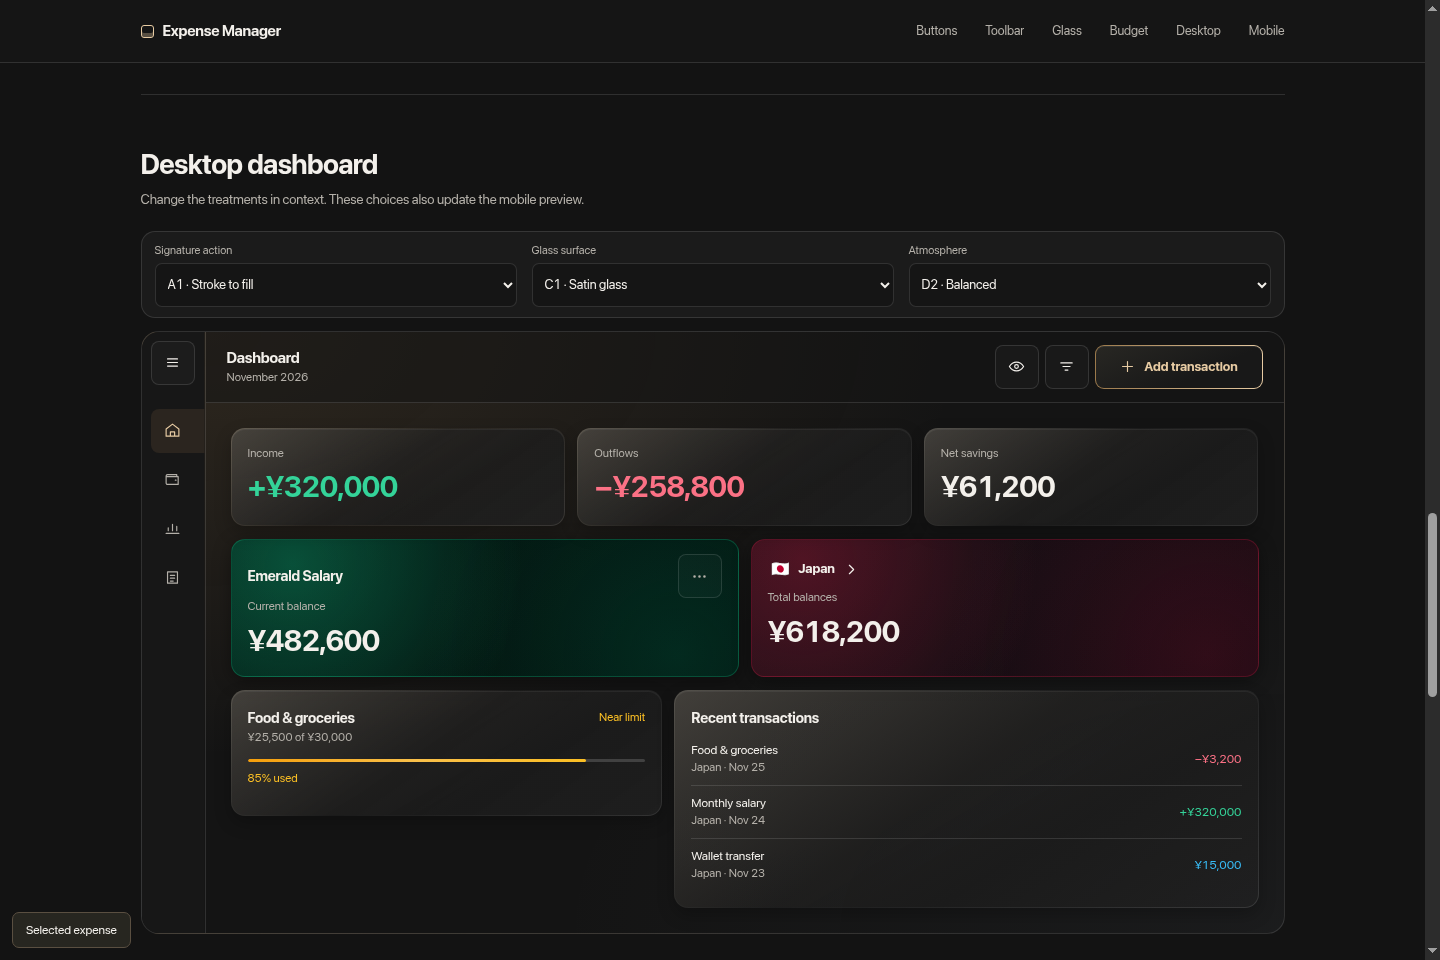 Expense Manager
Buttons
Toolbar
Glass
Budget
Desktop
Mobile
Desktop dashboard
Change the treatments in context. These choices also update the mobile preview.
Signature action
Glass surface
Atmosphere
A1 · Stroke to fill
C1 · Satin glass
D2 · Balanced
Dashboard
November 2026
Add transaction
Income
+¥320,000
Outflows
−¥258,800
Net savings
¥61,200
Emerald Salary
Current balance
¥482,600
Japan
Total balances
¥618,200
Food & groceries
Near limit
¥25,500 of ¥30,000
85% used
Recent transactions
Food & groceries
Japan · Nov 25
−¥3,200
Monthly salary
Japan · Nov 24
+¥320,000
Wallet transfer
Japan · Nov 23
¥15,000
Selected expense